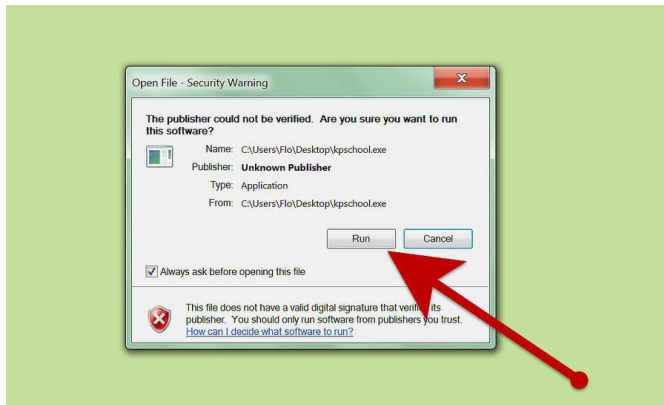 Open File - Security Warning
The publisher could not be verified. Are you sure you want to run
this software?
Name: C:\Users\Flo\Desktop\kpschool.exe
Publisher: Unknown Publisher
Type: Application
From: C:\Users\Flo\Desktop\kpschool.exe
Run Cancel
Always ask before opening this file
This file does not have a valid digital signature that verifies its
publisher. You should only run software from publishers you trust.
How can I decide what software to run?